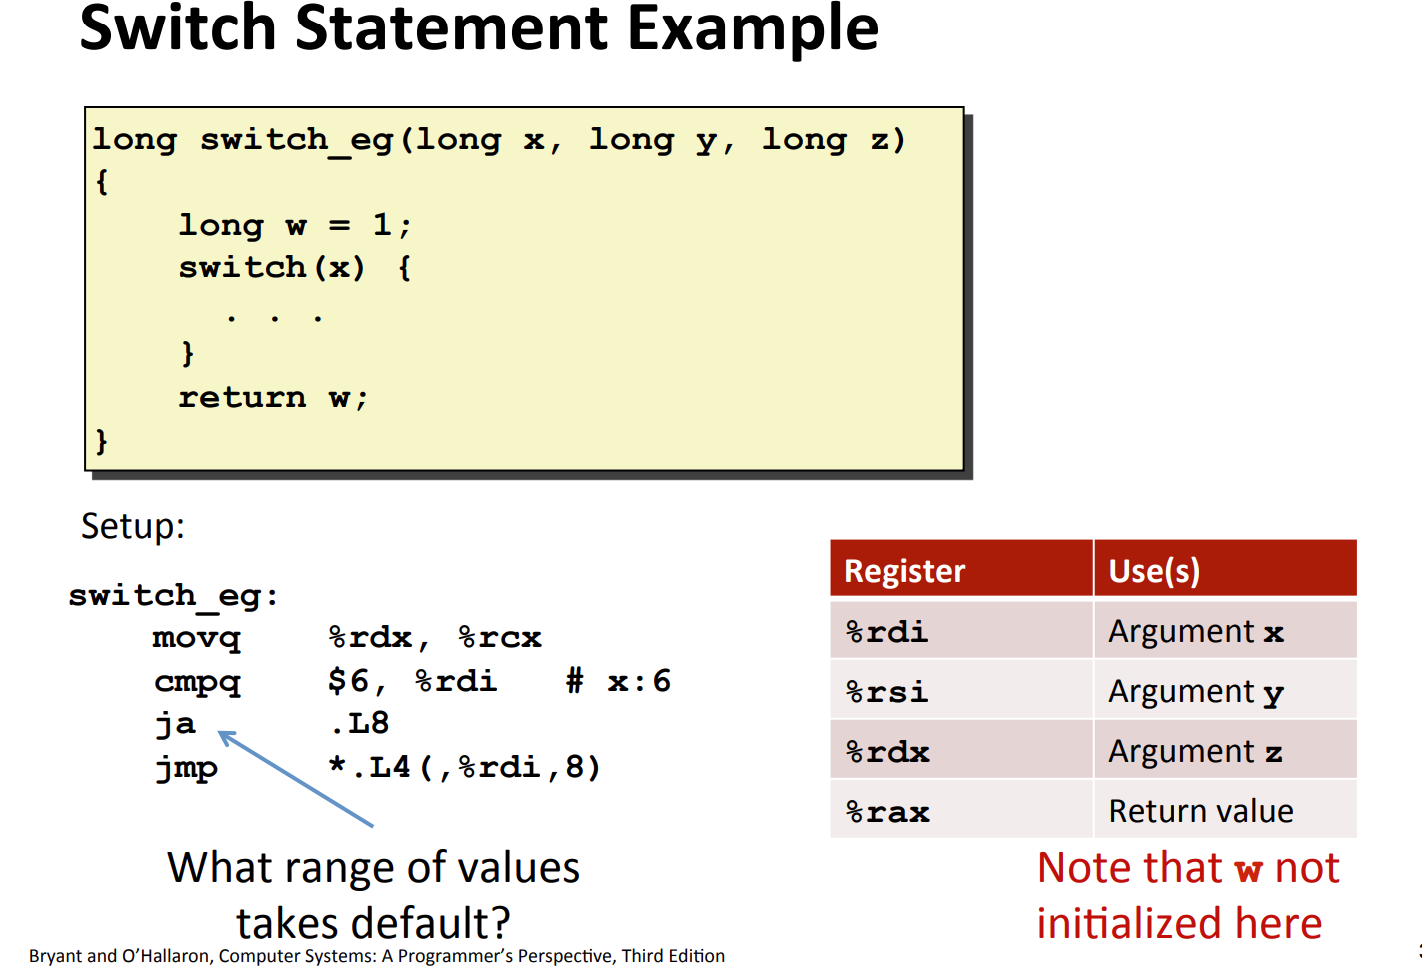 Switch Statement Example
long switch_eg(long x, long y, long z)
{
    long w = 1;
    switch(x) {
      . . .
    }
    return w;
}
Setup:
switch_eg:
    movq    %rdx, %rcx
    cmpq    $6, %rdi   # x:6
    ja      .L8
    jmp     *.L4(,%rdi,8)
What range of values
takes default?
Register Use(s)
%rdi Argument x
%rsi Argument y
%rdx Argument z
%rax Return value
Note that w not
initialized here
Bryant and O'Hallaron, Computer Systems: A Programmer's Perspective, Third Edition